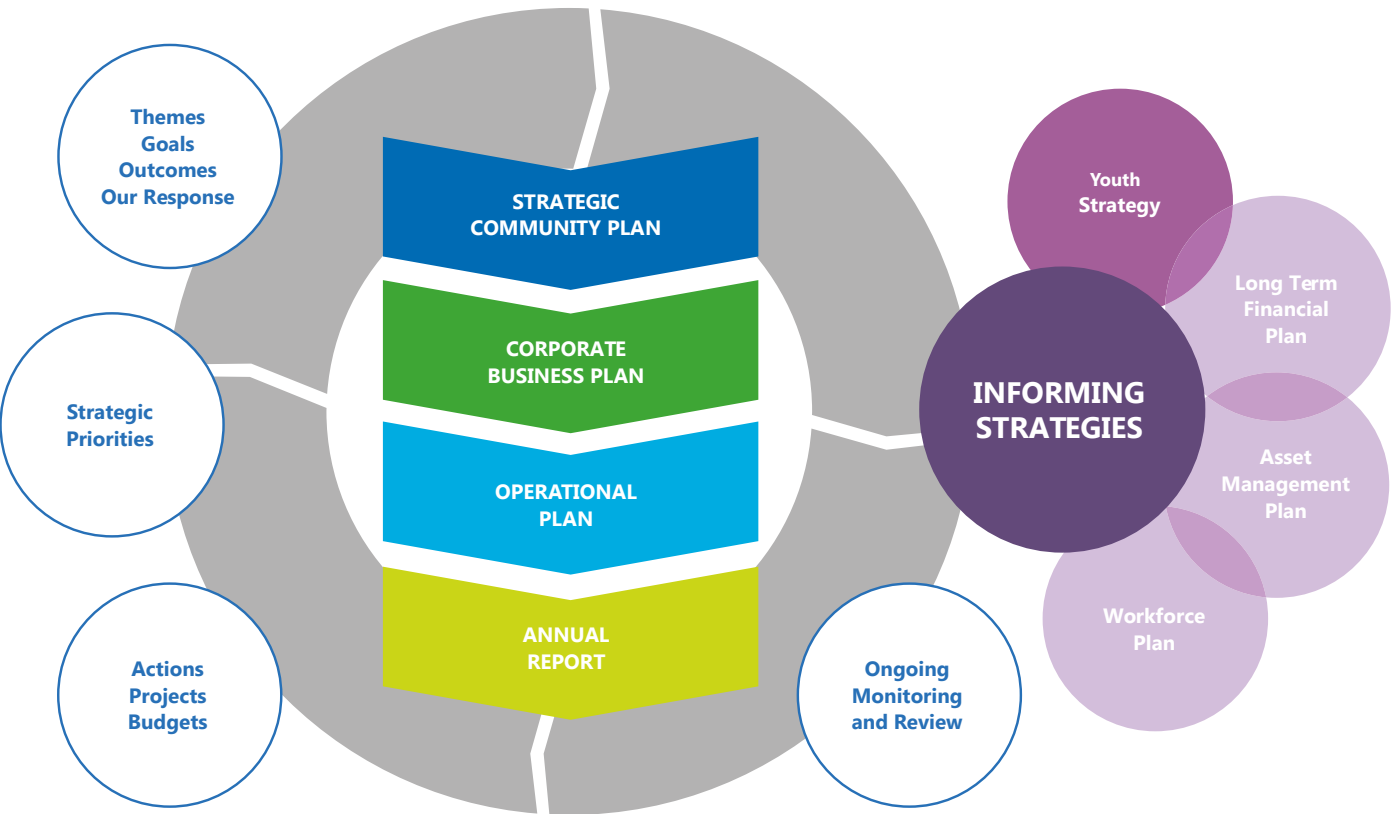 Themes
Goals
Outcomes
Our Response
Strategic
Priorities
Actions
Projects
Budgets
STRATEGIC
COMMUNITY PLAN
CORPORATE
BUSINESS PLAN
OPERATIONAL
PLAN
ANNUAL
REPORT
Ongoing
Monitoring
and Review
INFORMING
STRATEGIES
Youth
Strategy
Long Term
Financial
Plan
Asset
Management
Plan
Workforce
Plan